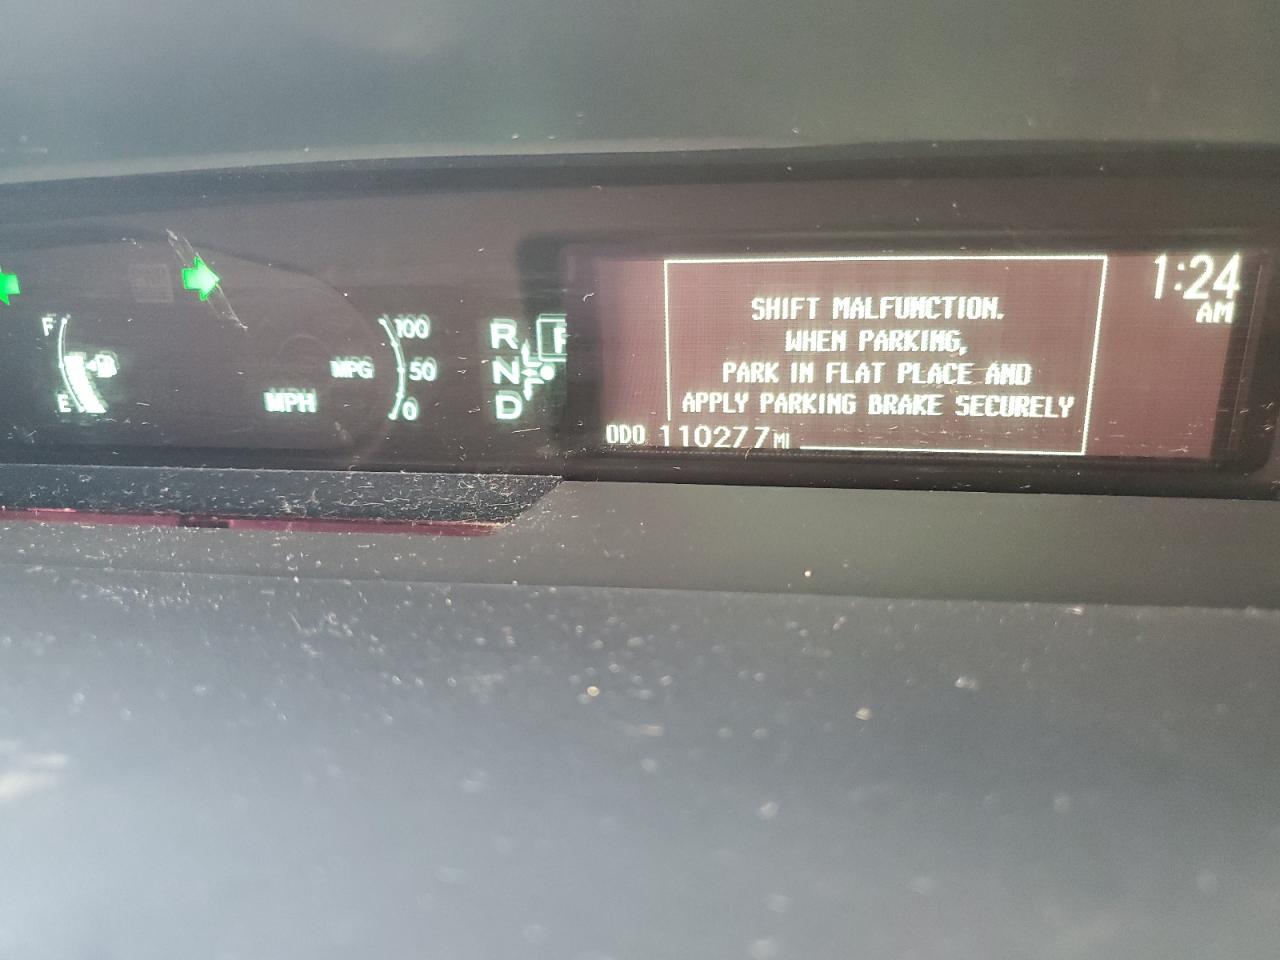 F
E
MPH
MPG
100
50
0
R
N
D
SHIFT MALFUNCTION.
WHEN PARKING,
PARK IN FLAT PLACE AND
APPLY PARKING BRAKE SECURELY
1:24
AM
ODO 110277 MI